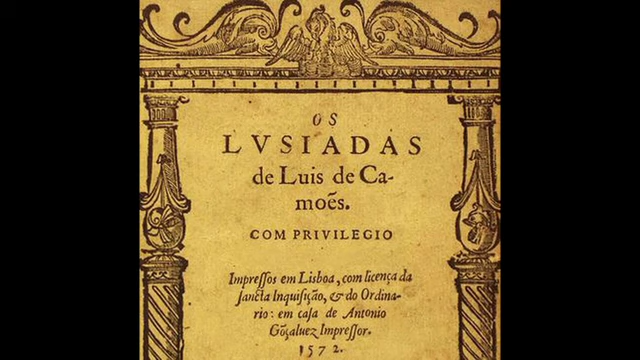 OS
LVSIADAS
de Luis de Ca-
moẽs.
COM PRIVILEGIO
Impreſſos em Lisboa, com licença da
ſancta Inquiſição, & do Ordina-
rio: em caſa de Antonio
Gõçaluez Impreſſor.
1572.